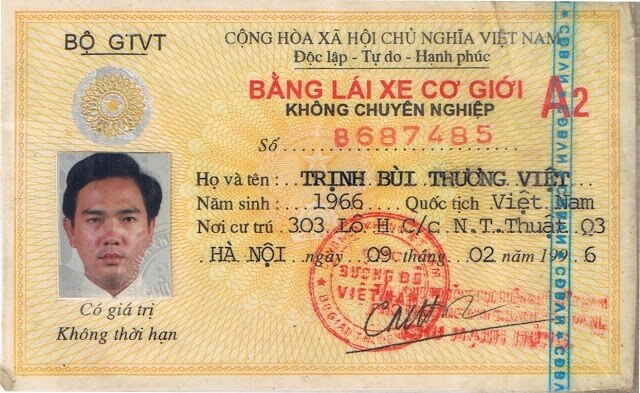 BỘ GTVT
CỘNG HÒA XÃ HỘI CHỦ NGHĨA VIỆT NAM
Độc lập - Tự do - Hạnh phúc
BẰNG LÁI XE CƠ GIỚI A2
KHÔNG CHUYÊN NGHIỆP
Số B687485
Họ và tên : TRỊNH BÙI THƯỜNG VIỆT
Năm sinh : 1966 Quốc tịch Việt Nam
Nơi cư trú 303 Lô H C/c N.T.Thuật Q3
HÀ NỘI ngày 09 tháng 02 năm 1996
ĐƯỜNG BỘ
VIỆT NAM
Có giá trị
Không thời hạn
CĐBVN